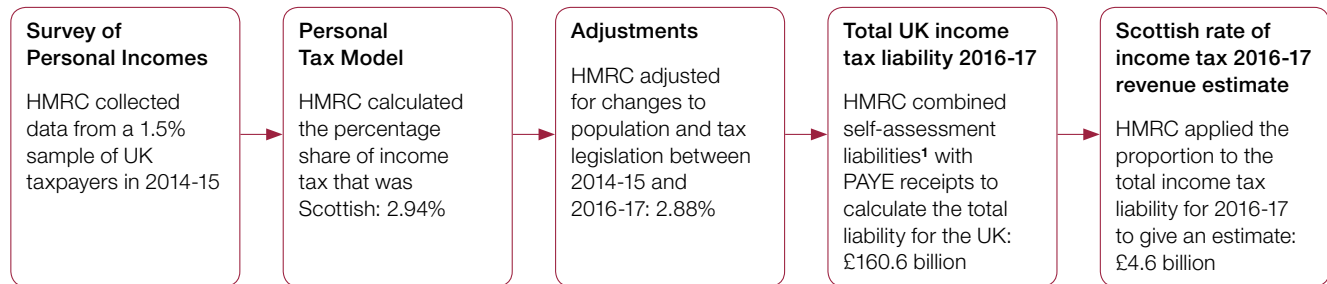 Survey of
Personal Incomes
HMRC collected
data from a 1.5%
sample of UK
taxpayers in 2014-15
Personal
Tax Model
HMRC calculated
the percentage
share of income
tax that was
Scottish: 2.94%
Adjustments
HMRC adjusted
for changes to
population and tax
legislation between
2014-15 and
2016-17: 2.88%
Total UK income
tax liability 2016-17
HMRC combined
self-assessment
liabilities¹ with
PAYE receipts to
calculate the total
liability for the UK:
£160.6 billion
Scottish rate of
income tax 2016-17
revenue estimate
HMRC applied the
proportion to the
total income tax
liability for 2016-17
to give an estimate:
£4.6 billion